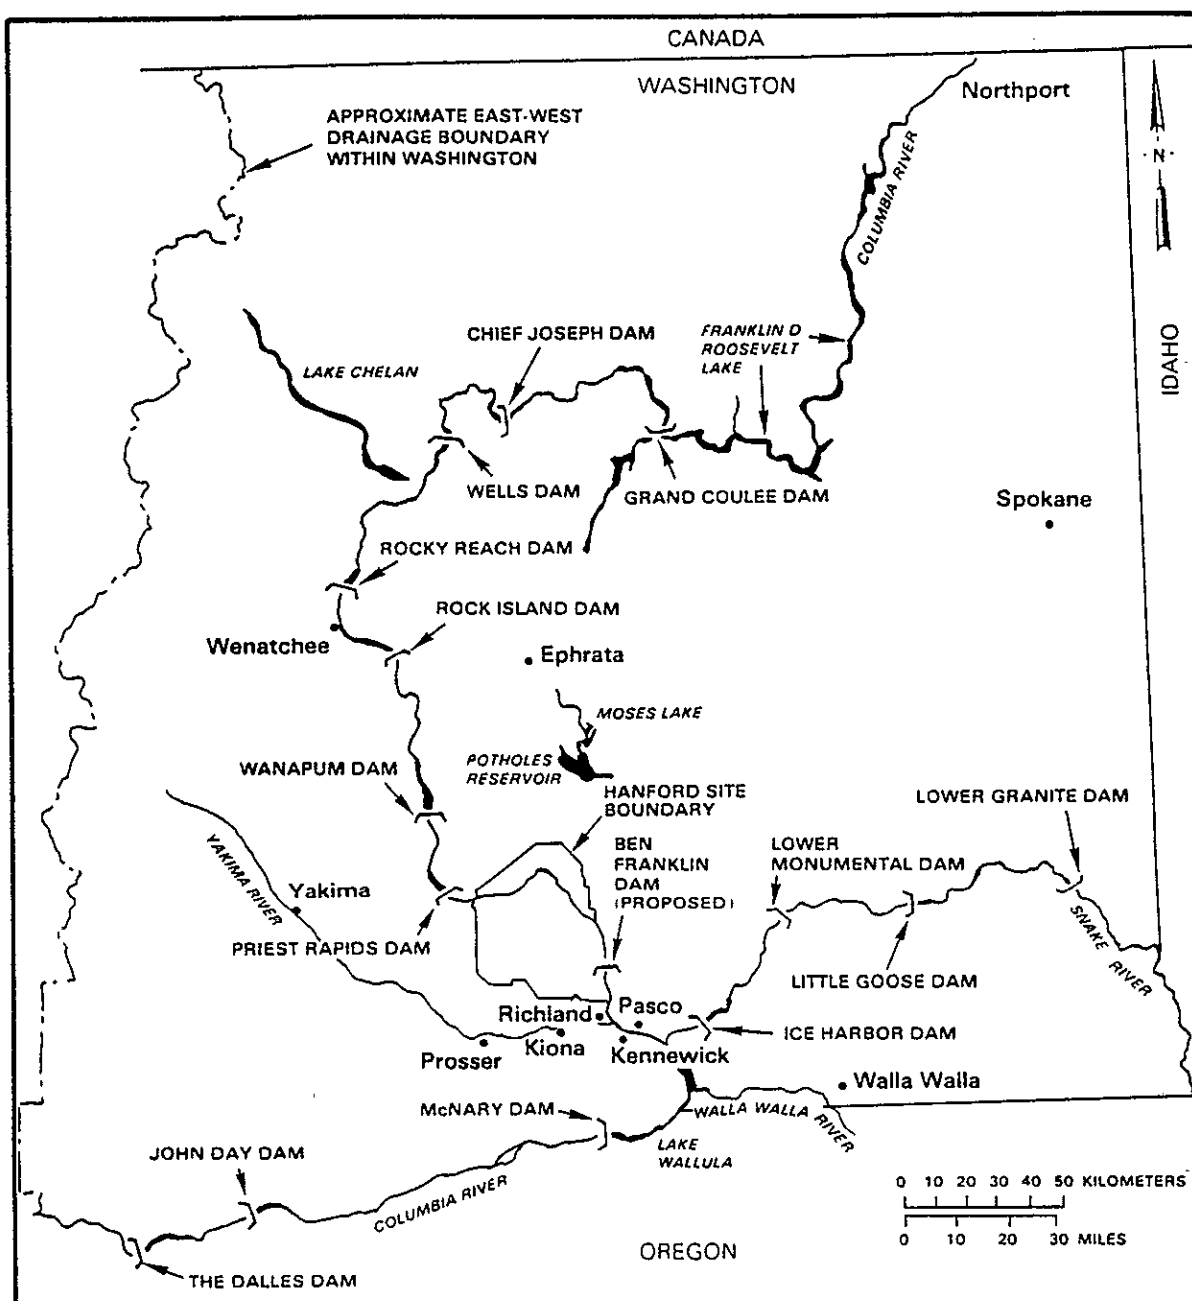 CANADA
WASHINGTON
Northport
APPROXIMATE EAST-WEST
DRAINAGE BOUNDARY
WITHIN WASHINGTON
N
COLUMBIA RIVER
IDAHO
CHIEF JOSEPH DAM
FRANKLIN D
ROOSEVELT
LAKE
LAKE CHELAN
WELLS DAM
GRAND COULEE DAM
Spokane
ROCKY REACH DAM
ROCK ISLAND DAM
Wenatchee
Ephrata
MOSES LAKE
POTHOLES
RESERVOIR
WANAPUM DAM
HANFORD SITE
BOUNDARY
LOWER GRANITE DAM
BEN
FRANKLIN
DAM
(PROPOSED)
LOWER
MONUMENTAL DAM
YAKIMA RIVER
Yakima
PRIEST RAPIDS DAM
SNAKE RIVER
LITTLE GOOSE DAM
Richland
Pasco
ICE HARBOR DAM
Prosser
Kiona
Kennewick
Walla Walla
McNARY DAM
WALLA WALLA RIVER
LAKE
WALLULA
JOHN DAY DAM
COLUMBIA RIVER
0 10 20 30 40 50 KILOMETERS
0 10 20 30 MILES
OREGON
THE DALLES DAM